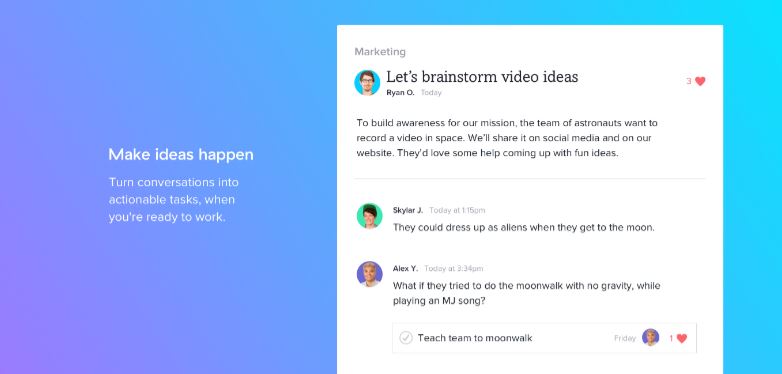 Make ideas happen
Turn conversations into
actionable tasks, when
you're ready to work.
Marketing
Let's brainstorm video ideas
Ryan O. Today
3
To build awareness for our mission, the team of astronauts want to
record a video in space. We'll share it on social media and on our
website. They'd love some help coming up with fun ideas.
Skylar J. Today at 1:15pm
They could dress up as aliens when they get to the moon.
Alex Y. Today at 3:34pm
What if they tried to do the moonwalk with no gravity, while
playing an MJ song?
Teach team to moonwalk Friday 1